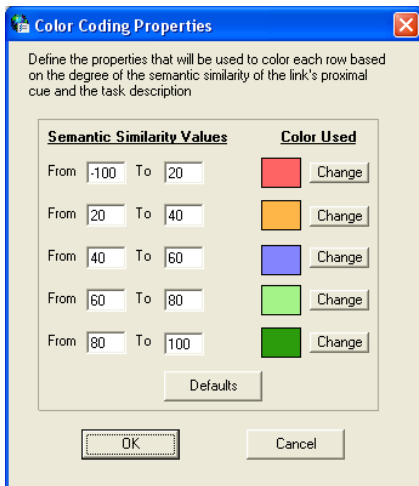 Color Coding Properties
Define the properties that will be used to color each row based
on the degree of the semantic similarity of the link's proximal
cue and the task description
Semantic Similarity Values Color Used
From -100 To 20 Change
From 20 To 40 Change
From 40 To 60 Change
From 60 To 80 Change
From 80 To 100 Change
Defaults
OK Cancel